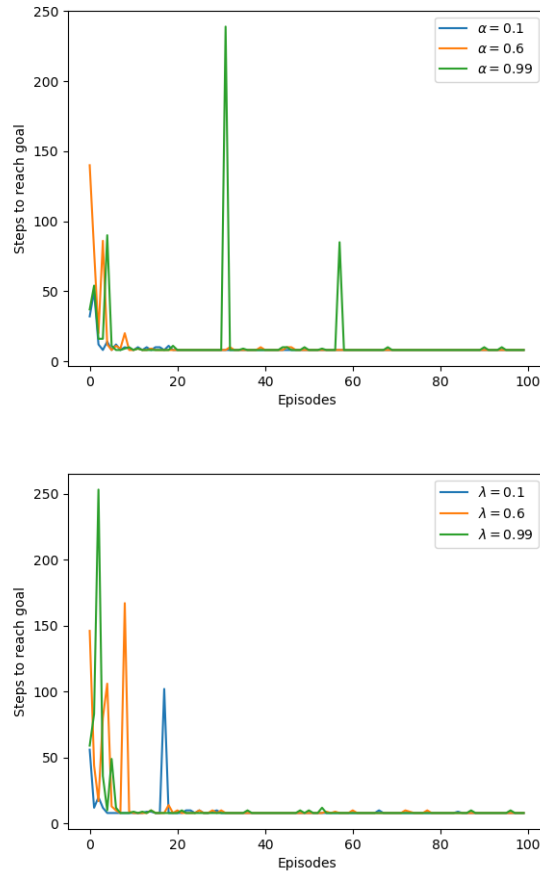 250
200
150
100
50
0
Steps to reach goal
α = 0.1
α = 0.6
α = 0.99
0 20 40 60 80 100
Episodes
250
200
150
100
50
0
Steps to reach goal
λ = 0.1
λ = 0.6
λ = 0.99
0 20 40 60 80 100
Episodes